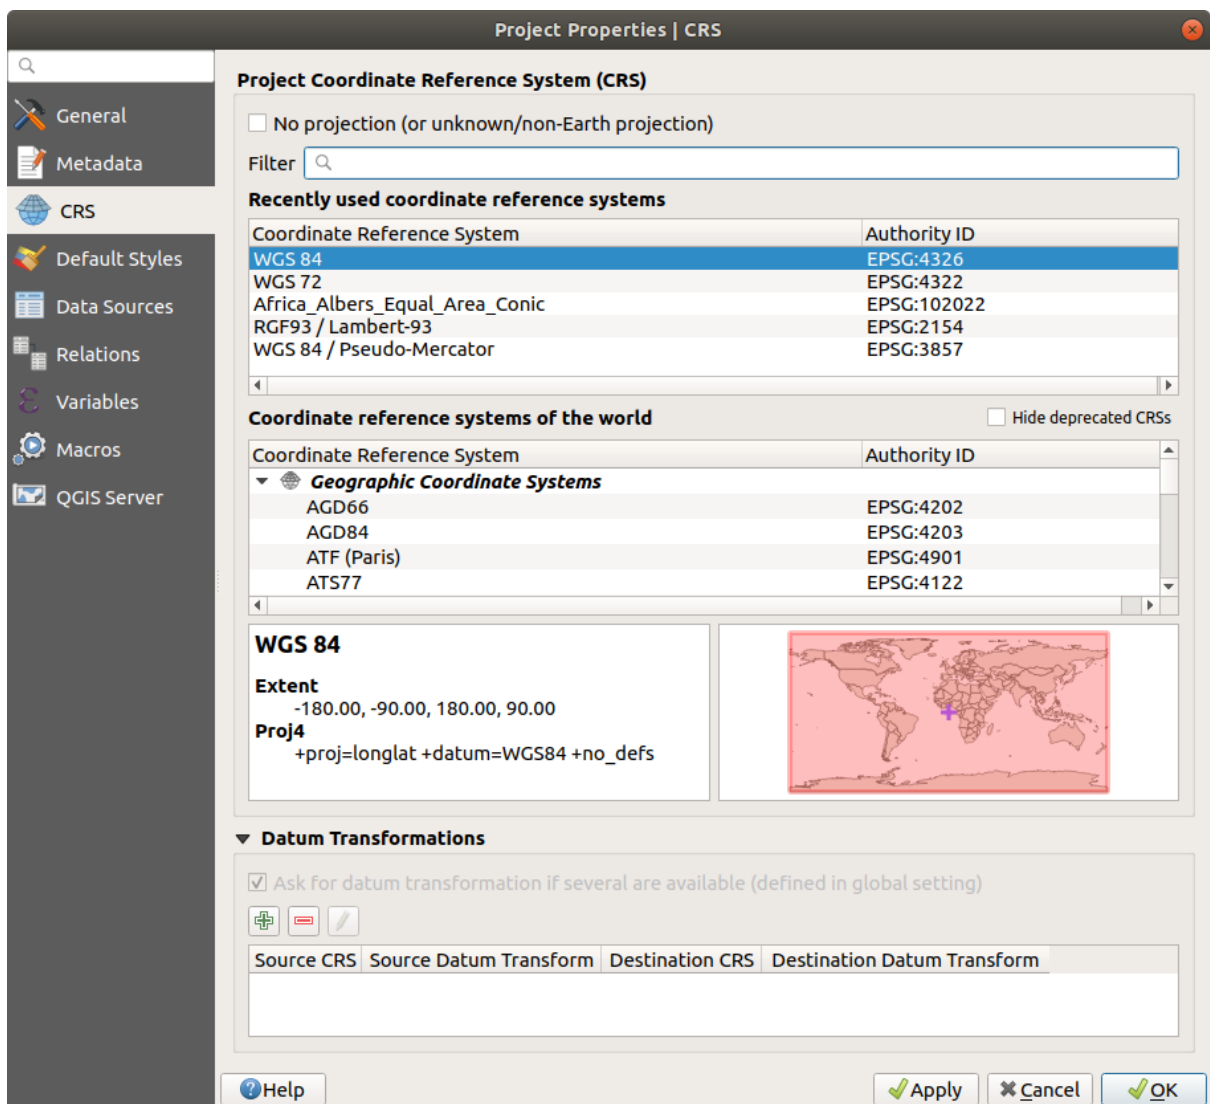 Project Properties | CRS
General
Metadata
CRS
Default Styles
Data Sources
Relations
Variables
Macros
QGIS Server
Project Coordinate Reference System (CRS)
No projection (or unknown/non-Earth projection)
Filter
Recently used coordinate reference systems
Coordinate Reference System Authority ID
WGS 84 EPSG:4326
WGS 72 EPSG:4322
Africa_Albers_Equal_Area_Conic EPSG:102022
RGF93 / Lambert-93 EPSG:2154
WGS 84 / Pseudo-Mercator EPSG:3857
Coordinate reference systems of the world Hide deprecated CRSs
Coordinate Reference System Authority ID
Geographic Coordinate Systems
AGD66 EPSG:4202
AGD84 EPSG:4203
ATF (Paris) EPSG:4901
ATS77 EPSG:4122
WGS 84
Extent
-180.00, -90.00, 180.00, 90.00
Proj4
+proj=longlat +datum=WGS84 +no_defs
Datum Transformations
Ask for datum transformation if several are available (defined in global setting)
Source CRS Source Datum Transform Destination CRS Destination Datum Transform
Help Apply Cancel OK